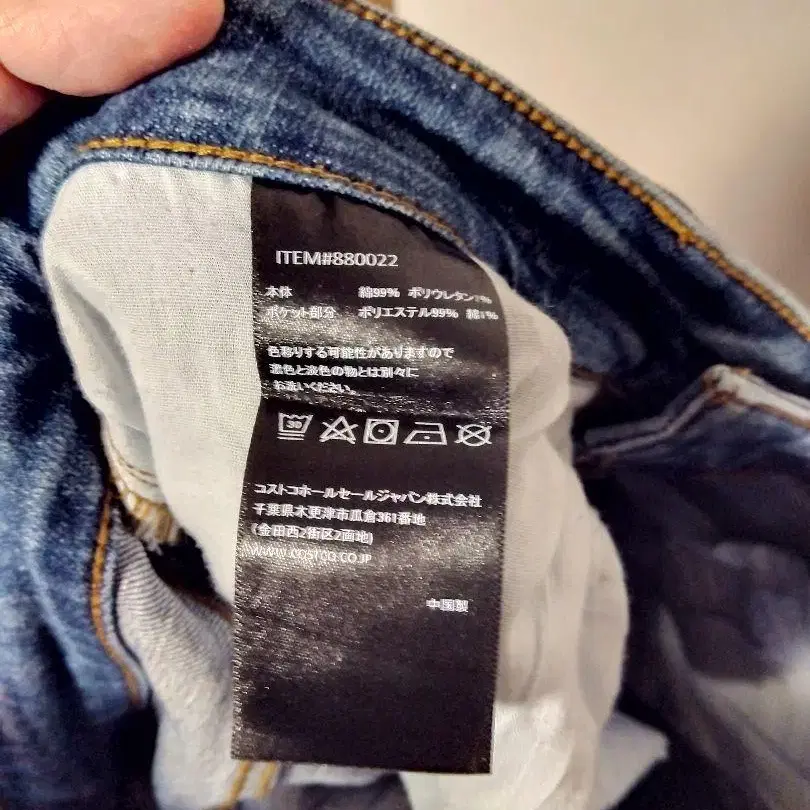 ITEM#880022
本体 綿99% ポリウレタン1%
ポケット部分 ポリエステル99% 綿1%
色移りする可能性がありますので
濃色と淡色の物とは別々に
お洗いください。
30
コストコホールセールジャパン株式会社
千葉県木更津市瓜倉361番地
(金田西2街区2画地)
WWW.COSTCO.CO.JP
中国製